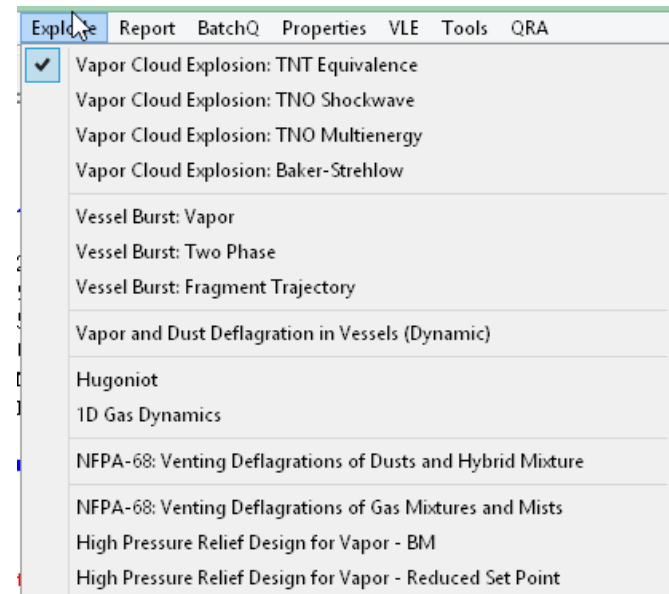 Explode Report BatchQ Properties VLE Tools QRA
Vapor Cloud Explosion: TNT Equivalence
Vapor Cloud Explosion: TNO Shockwave
Vapor Cloud Explosion: TNO Multienergy
Vapor Cloud Explosion: Baker-Strehlow
Vessel Burst: Vapor
Vessel Burst: Two Phase
Vessel Burst: Fragment Trajectory
Vapor and Dust Deflagration in Vessels (Dynamic)
Hugoniot
1D Gas Dynamics
NFPA-68: Venting Deflagrations of Dusts and Hybrid Mixture
NFPA-68: Venting Deflagrations of Gas Mixtures and Mists
High Pressure Relief Design for Vapor - BM
High Pressure Relief Design for Vapor - Reduced Set Point